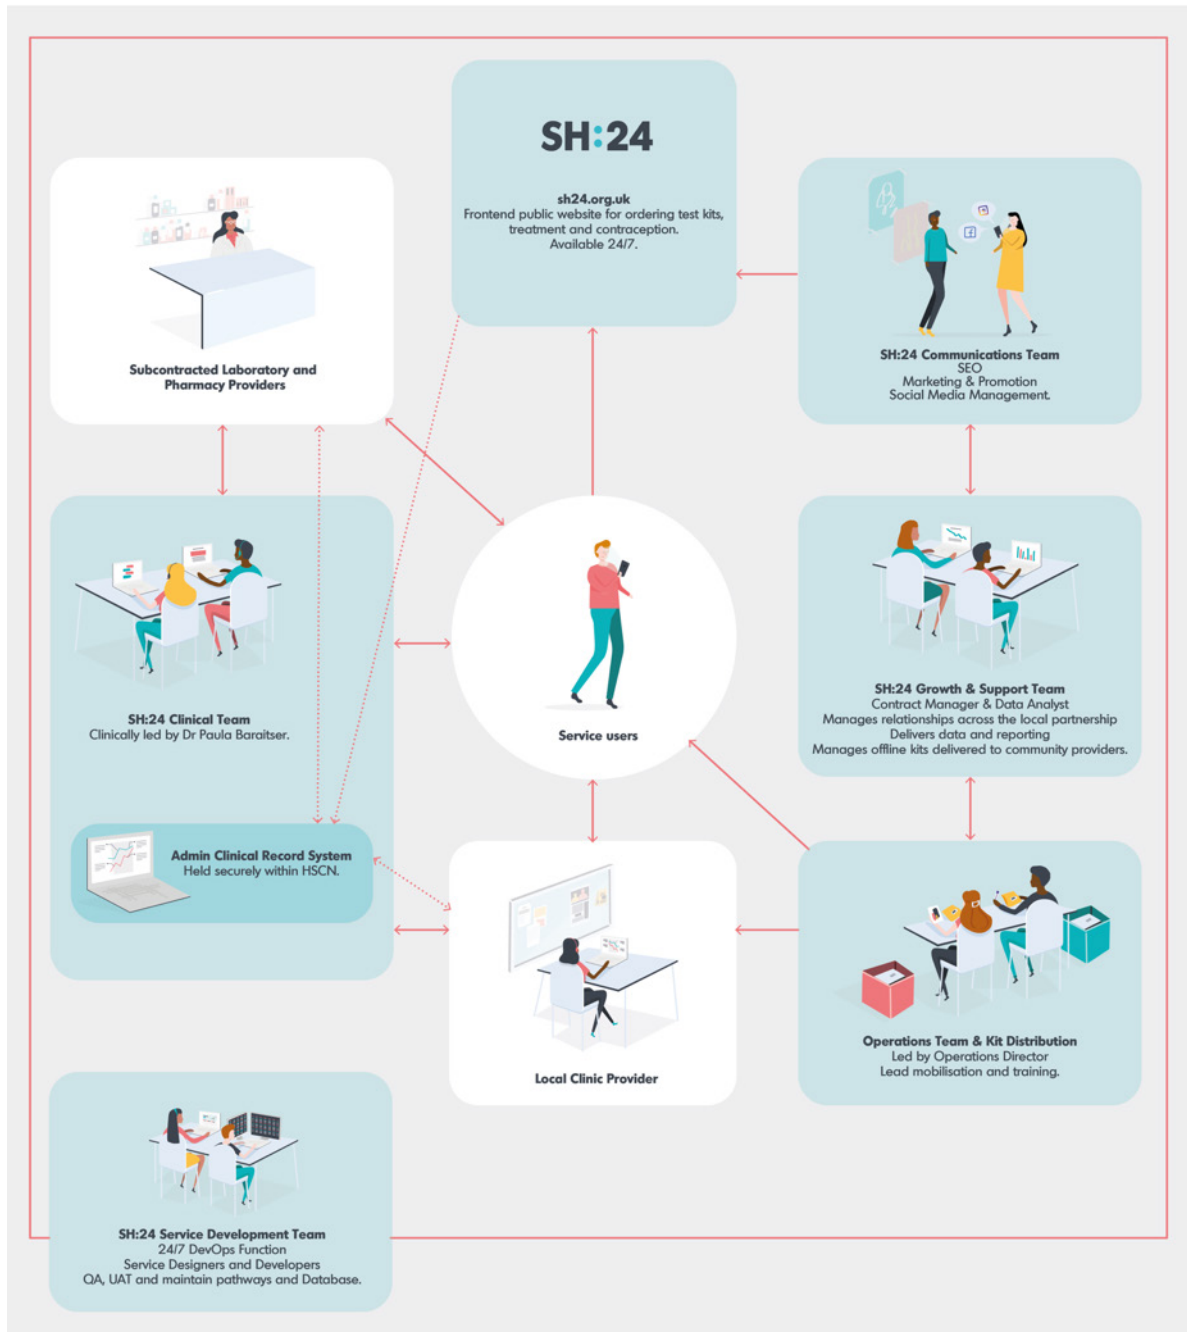 SH:24
sh24.org.uk
Frontend public website for ordering test kits,
treatment and contraception.
Available 24/7.
Subcontracted Laboratory and
Pharmacy Providers
SH:24 Communications Team
SEO
Marketing & Promotion
Social Media Management.
SH:24 Clinical Team
Clinically led by Dr Paula Baraitser.
Service users
SH:24 Growth & Support Team
Contract Manager & Data Analyst
Manages relationships across the local partnership
Delivers data and reporting
Manages offline kits delivered to community providers.
Admin Clinical Record System
Held securely within HSCN.
Local Clinic Provider
Operations Team & Kit Distribution
Led by Operations Director
Lead mobilisation and training.
SH:24 Service Development Team
24/7 DevOps Function
Service Designers and Developers
QA, UAT and maintain pathways and Database.